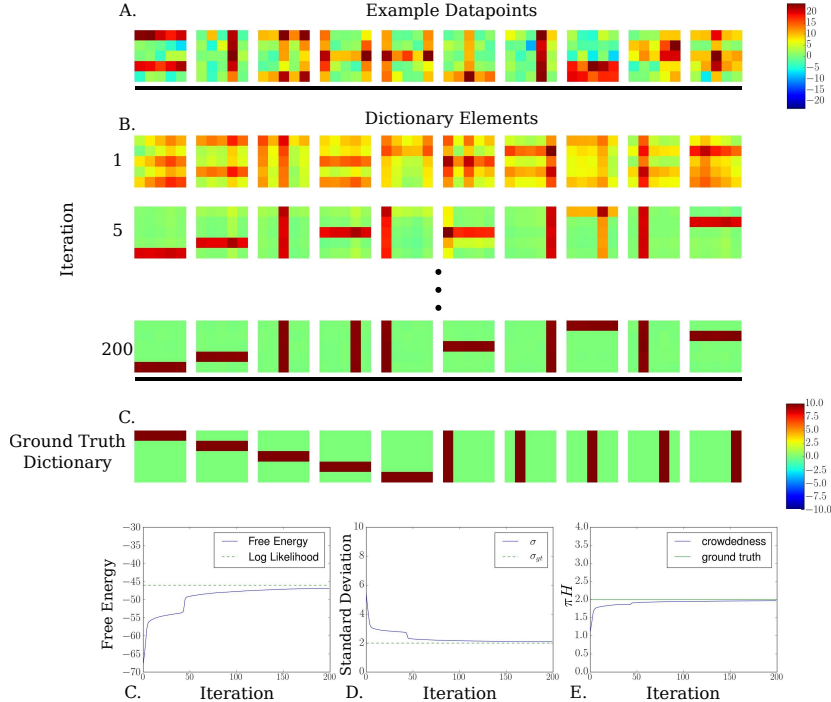 A.
Example Datapoints
20
15
10
5
0
−5
−10
−15
−20
B.
Dictionary Elements
Iteration
1
5
200
C.
Ground Truth
Dictionary
10.0
7.5
5.0
2.5
0.0
−2.5
−5.0
−7.5
−10.0
Free Energy
−30
−35
−40
−45
−50
−55
−60
−65
−70
Free Energy
Log Likelihood
0 50 100 150 200
C. Iteration
Standard Deviation
10
8
6
4
2
0
σ
σgt
0 50 100 150 200
D. Iteration
πH
4.0
3.5
3.0
2.5
2.0
1.5
1.0
0.5
0.0
crowdedness
ground truth
0 50 100 150 200
E. Iteration